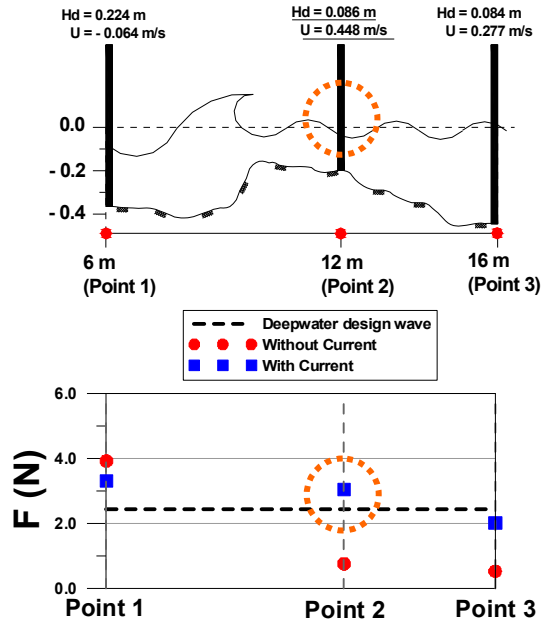 Hd = 0.224 m
U = - 0.064 m/s
Hd = 0.086 m
U = 0.448 m/s
Hd = 0.084 m
U = 0.277 m/s
0.0
- 0.2
- 0.4
6 m
(Point 1)
12 m
(Point 2)
16 m
(Point 3)
Deepwater design wave
Without Current
With Current
F (N)
6.0
4.0
2.0
0.0
Point 1
Point 2
Point 3